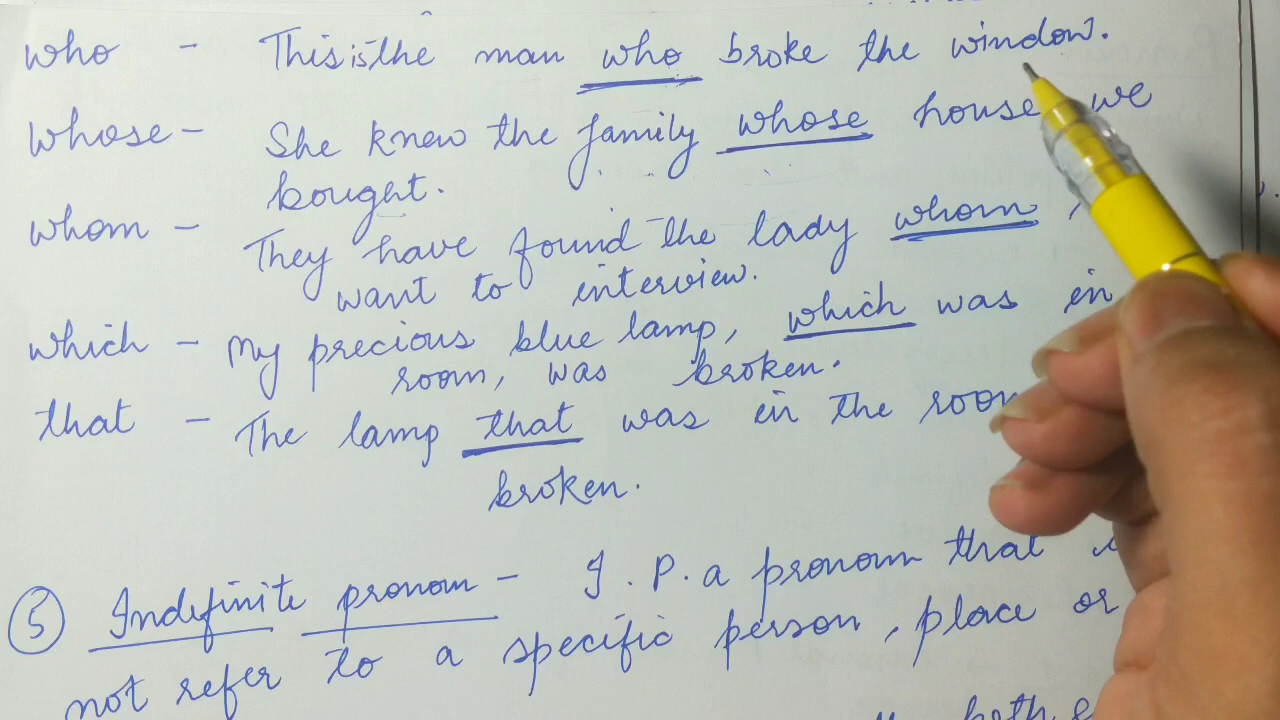 who - This is the man who broke the window.
whose - She knew the family whose house we
bought.
whom - They have found the lady whom
want to interview.
which - My precious blue lamp, which was in
room, was broken.
that - The lamp that was in the room
broken.
5 Indefinite pronoun - I. P. a pronoun that
not refer to a specific person, place or
both